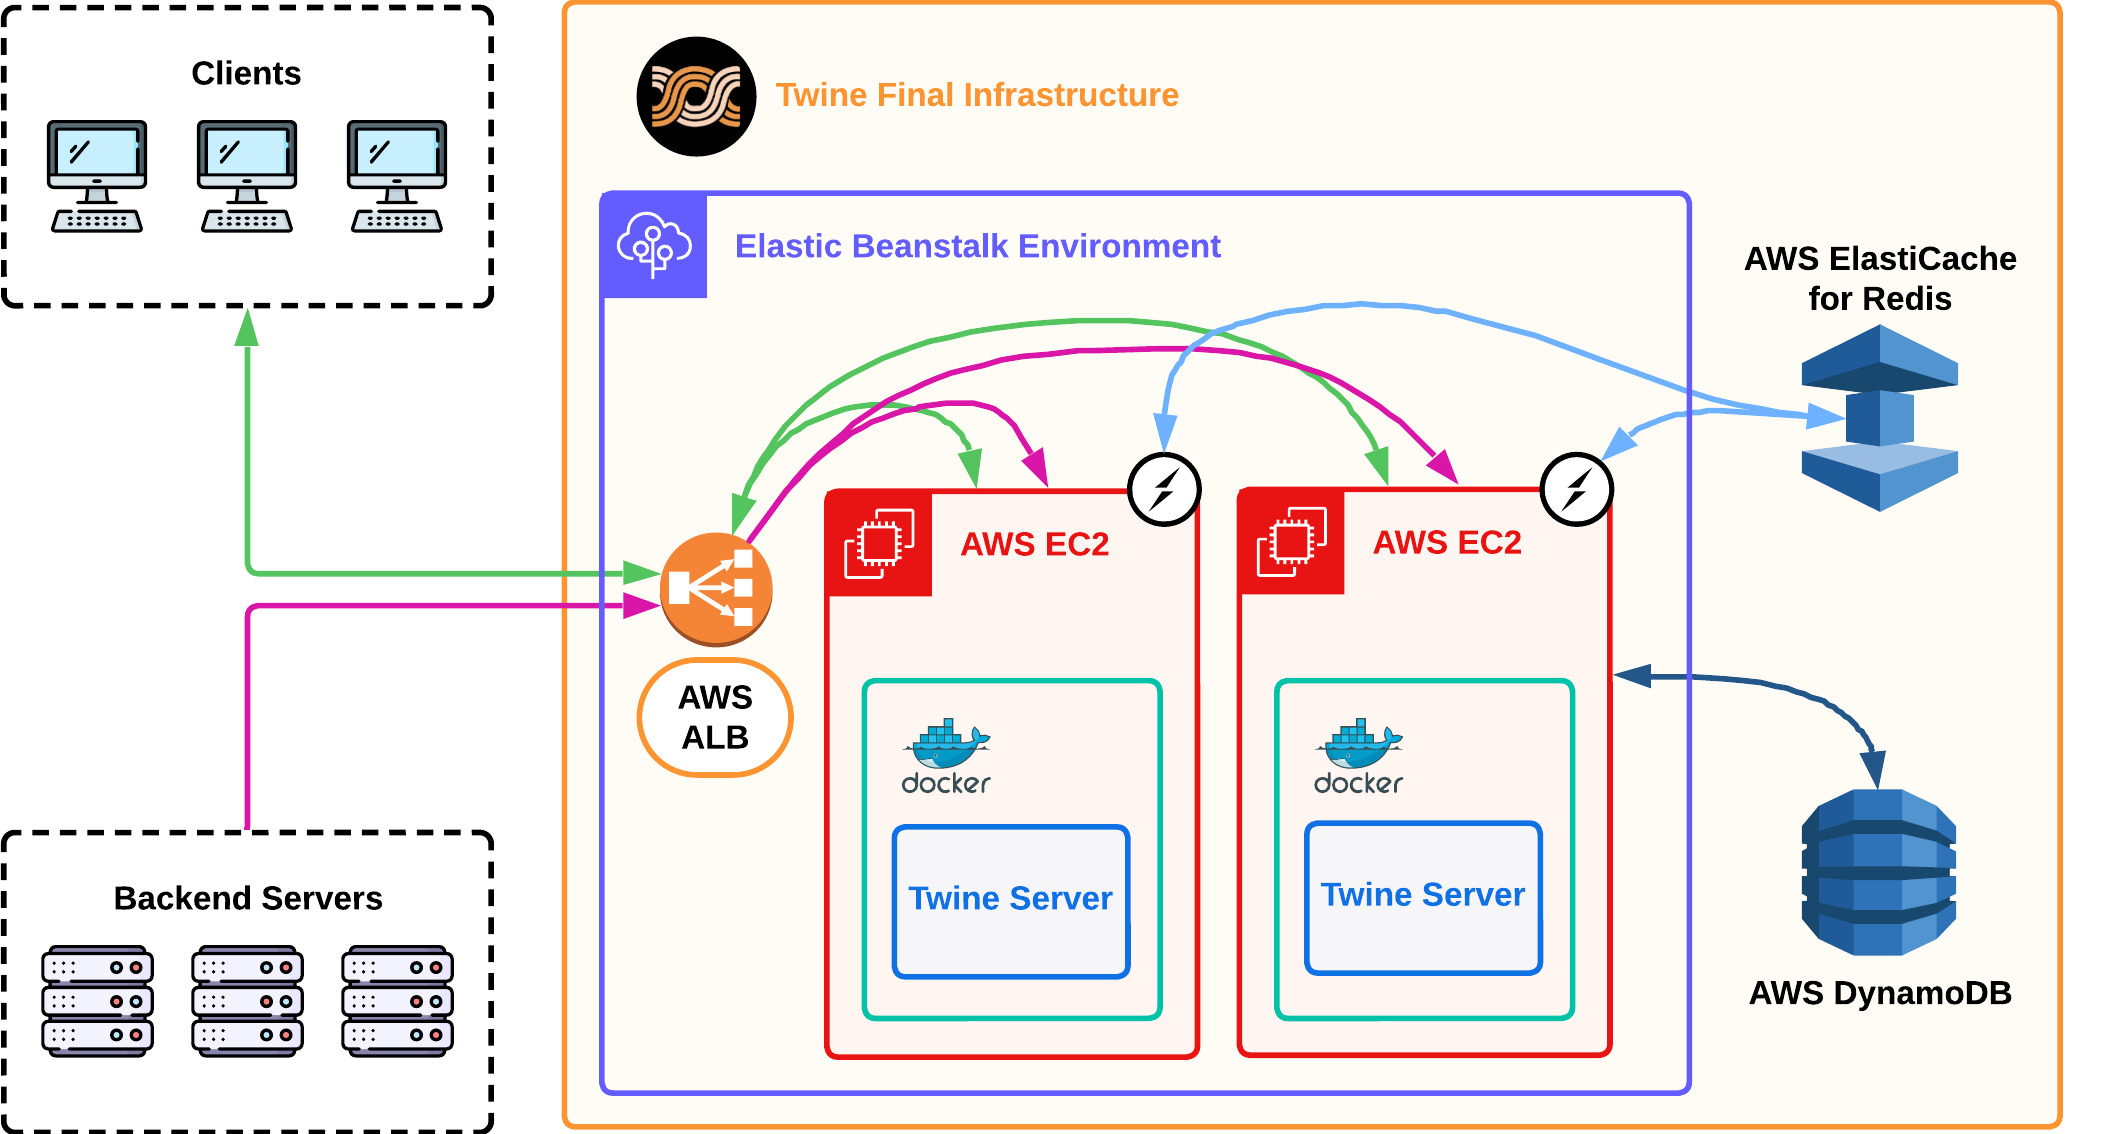 Clients
Twine Final Infrastructure
Elastic Beanstalk Environment
AWS ElastiCache
for Redis
AWS EC2
AWS EC2
AWS
ALB
docker
docker
Twine Server
Twine Server
Backend Servers
AWS DynamoDB